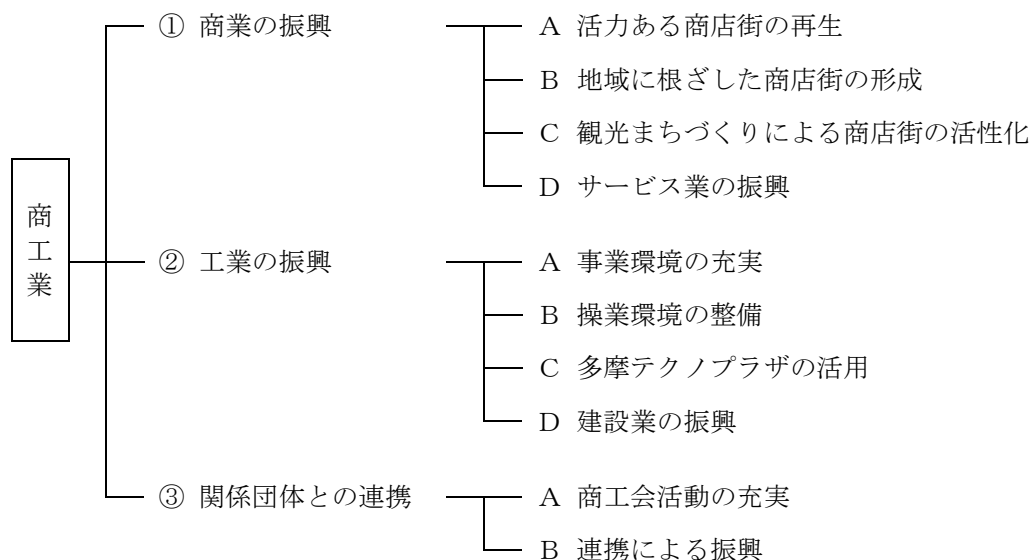 商工業
① 商業の振興
A 活力ある商店街の再生
B 地域に根ざした商店街の形成
C 観光まちづくりによる商店街の活性化
D サービス業の振興
② 工業の振興
A 事業環境の充実
B 操業環境の整備
C 多摩テクノプラザの活用
D 建設業の振興
③ 関係団体との連携
A 商工会活動の充実
B 連携による振興